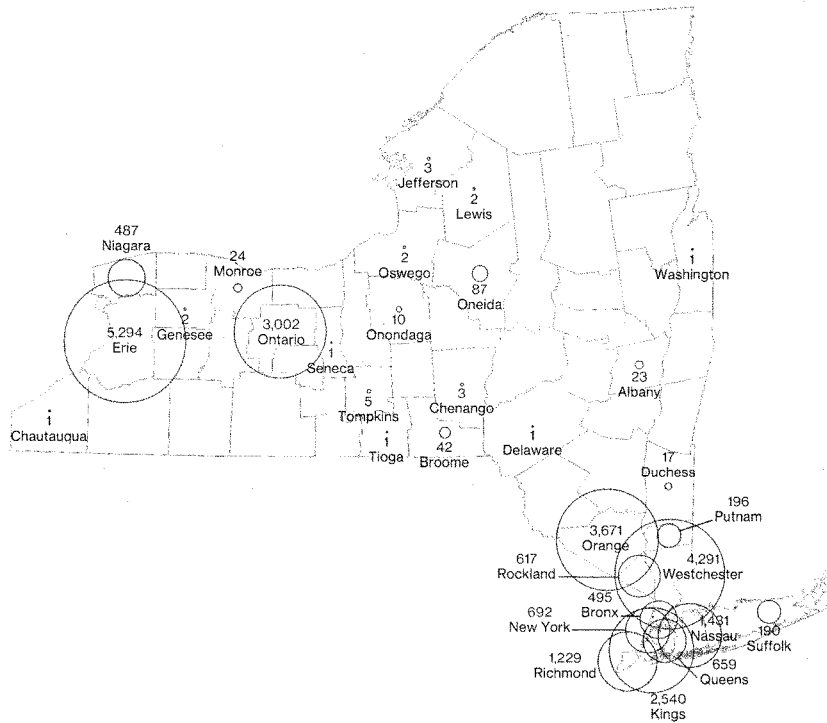 3
Jefferson
2
Lewis
487
Niagara
24
Monroe
2
Oswego
87
Oneida
1
Washington
5,294
Erie
2
Genesee
3,002
Ontario
10
Onondaga
1
Seneca
23
Albany
5
Tompkins
3
Chenango
1
Chautauqua
1
Tioga
42
Broome
1
Delaware
17
Duchess
196
Putnam
3,671
Orange
617
Rockland
4,291
Westchester
495
Bronx
692
New York
1,431
Nassau
190
Suffolk
1,229
Richmond
659
Queens
2,540
Kings